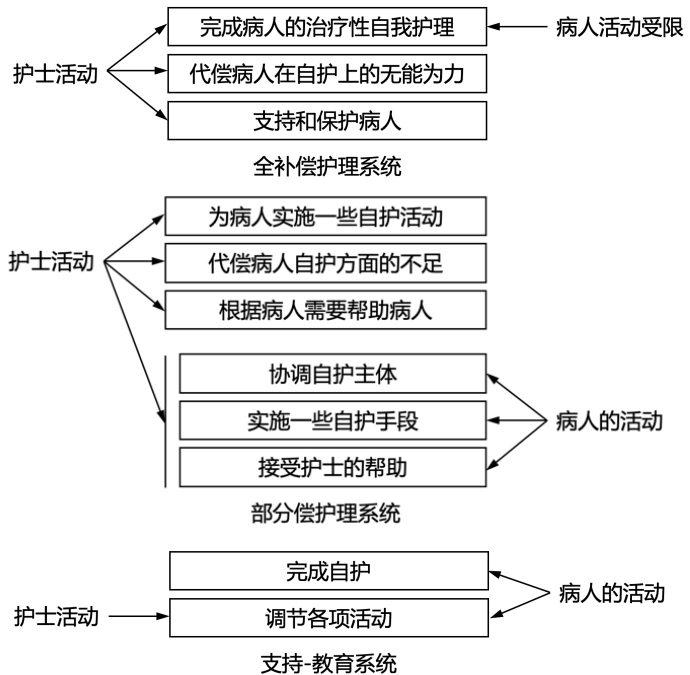 完成病人的治疗性自我护理
病人活动受限
护士活动
代偿病人在自护上的无能为力
支持和保护病人
全补偿护理系统
为病人实施一些自护活动
护士活动
代偿病人自护方面的不足
根据病人需要帮助病人
协调自护主体
实施一些自护手段
病人的活动
接受护士的帮助
部分偿护理系统
完成自护
病人的活动
护士活动
调节各项活动
支持-教育系统